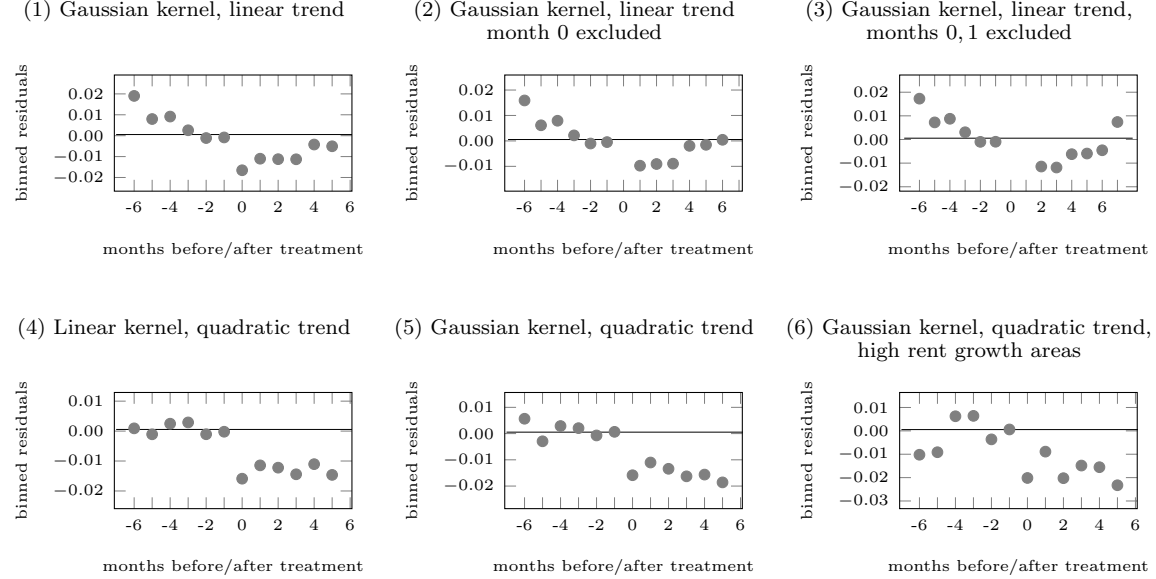 (1) Gaussian kernel, linear trend
binned residuals
0.02
0.01
0.00
−0.01
−0.02
-6 -4 -2 0 2 4 6
months before/after treatment
(2) Gaussian kernel, linear trend
month 0 excluded
binned residuals
0.02
0.01
0.00
−0.01
-6 -4 -2 0 2 4 6
months before/after treatment
(3) Gaussian kernel, linear trend,
months 0, 1 excluded
binned residuals
0.02
0.01
0.00
−0.01
−0.02
-6 -4 -2 0 2 4 6
months before/after treatment
(4) Linear kernel, quadratic trend
binned residuals
0.01
0.00
−0.01
−0.02
-6 -4 -2 0 2 4 6
months before/after treatment
(5) Gaussian kernel, quadratic trend
binned residuals
0.01
0.00
−0.01
−0.02
-6 -4 -2 0 2 4 6
months before/after treatment
(6) Gaussian kernel, quadratic trend,
high rent growth areas
binned residuals
0.01
0.00
−0.01
−0.02
−0.03
-6 -4 -2 0 2 4 6
months before/after treatment